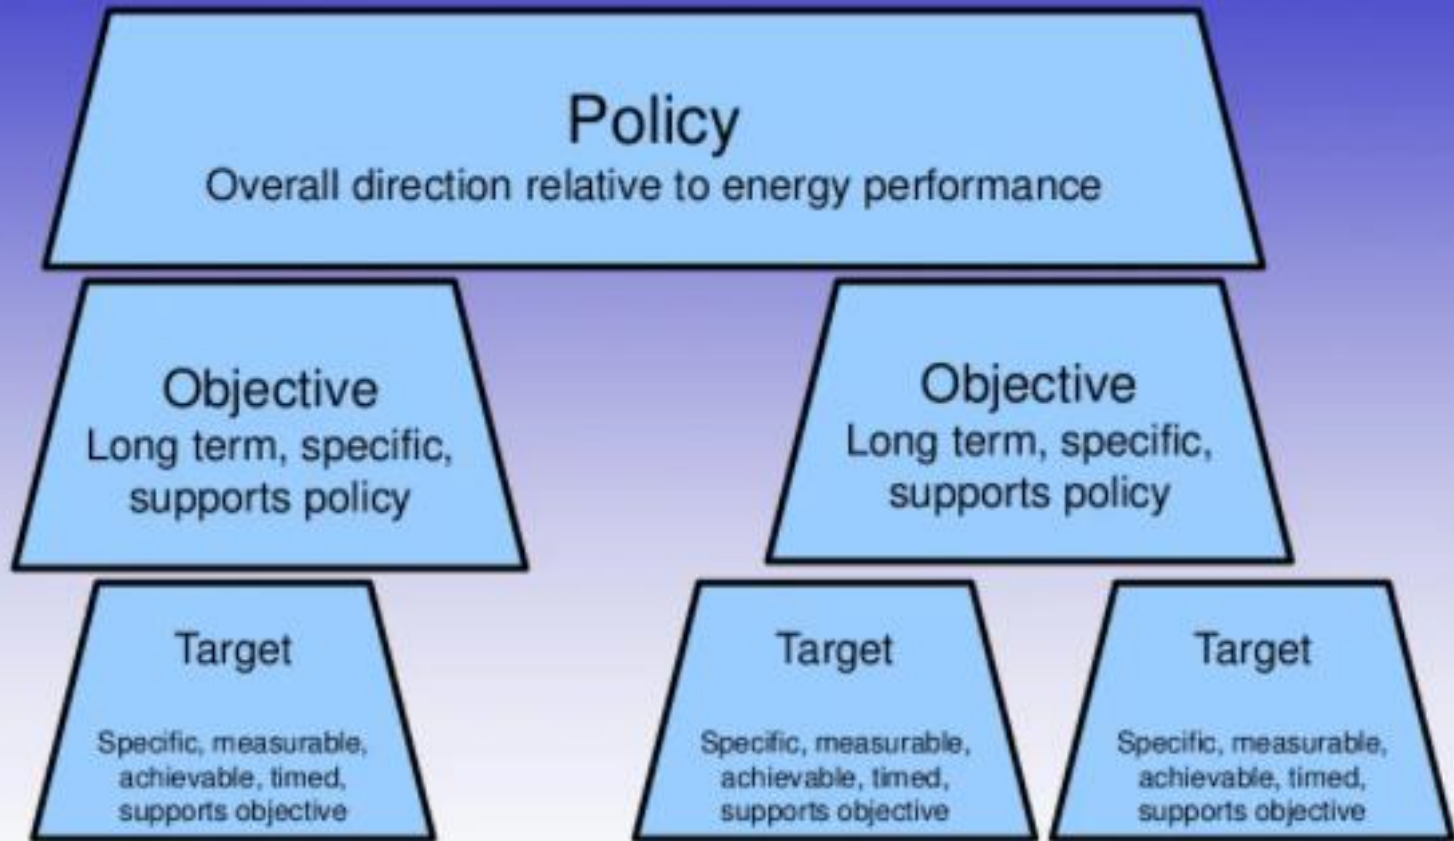 Policy
Overall direction relative to energy performance
Objective
Long term, specific,
supports policy
Objective
Long term, specific,
supports policy
Target
Specific, measurable,
achievable, timed,
supports objective
Target
Specific, measurable,
achievable, timed,
supports objective
Target
Specific, measurable,
achievable, timed,
supports objective